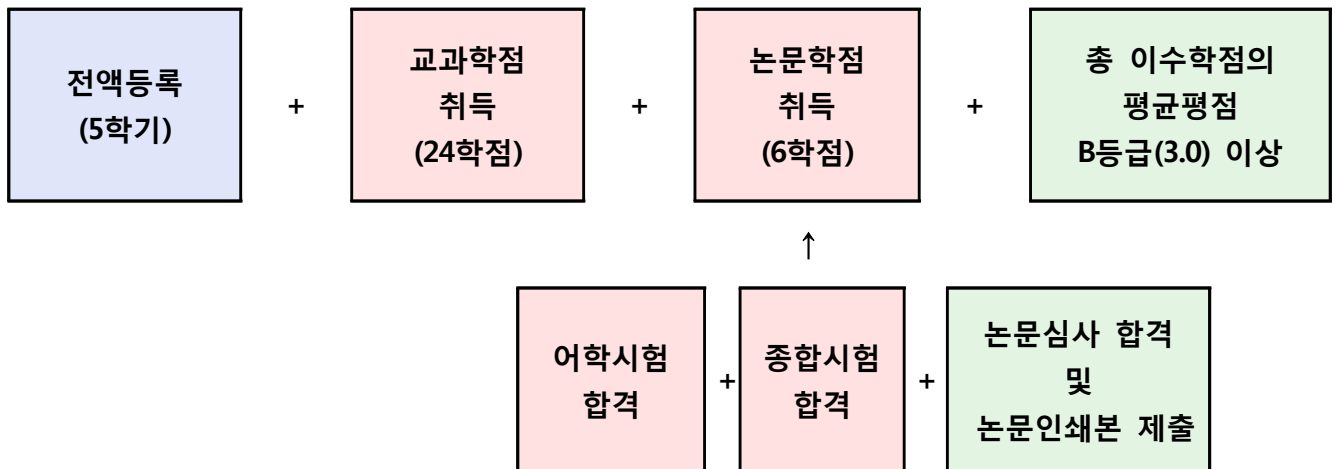 전액등록
(5학기)
+
교과학점
취득
(24학점)
+
논문학점
취득
(6학점)
+
총 이수학점의
평균평점
B등급(3.0) 이상
↑
어학시험
합격
+
종합시험
합격
+
논문심사 합격
및
논문인쇄본 제출